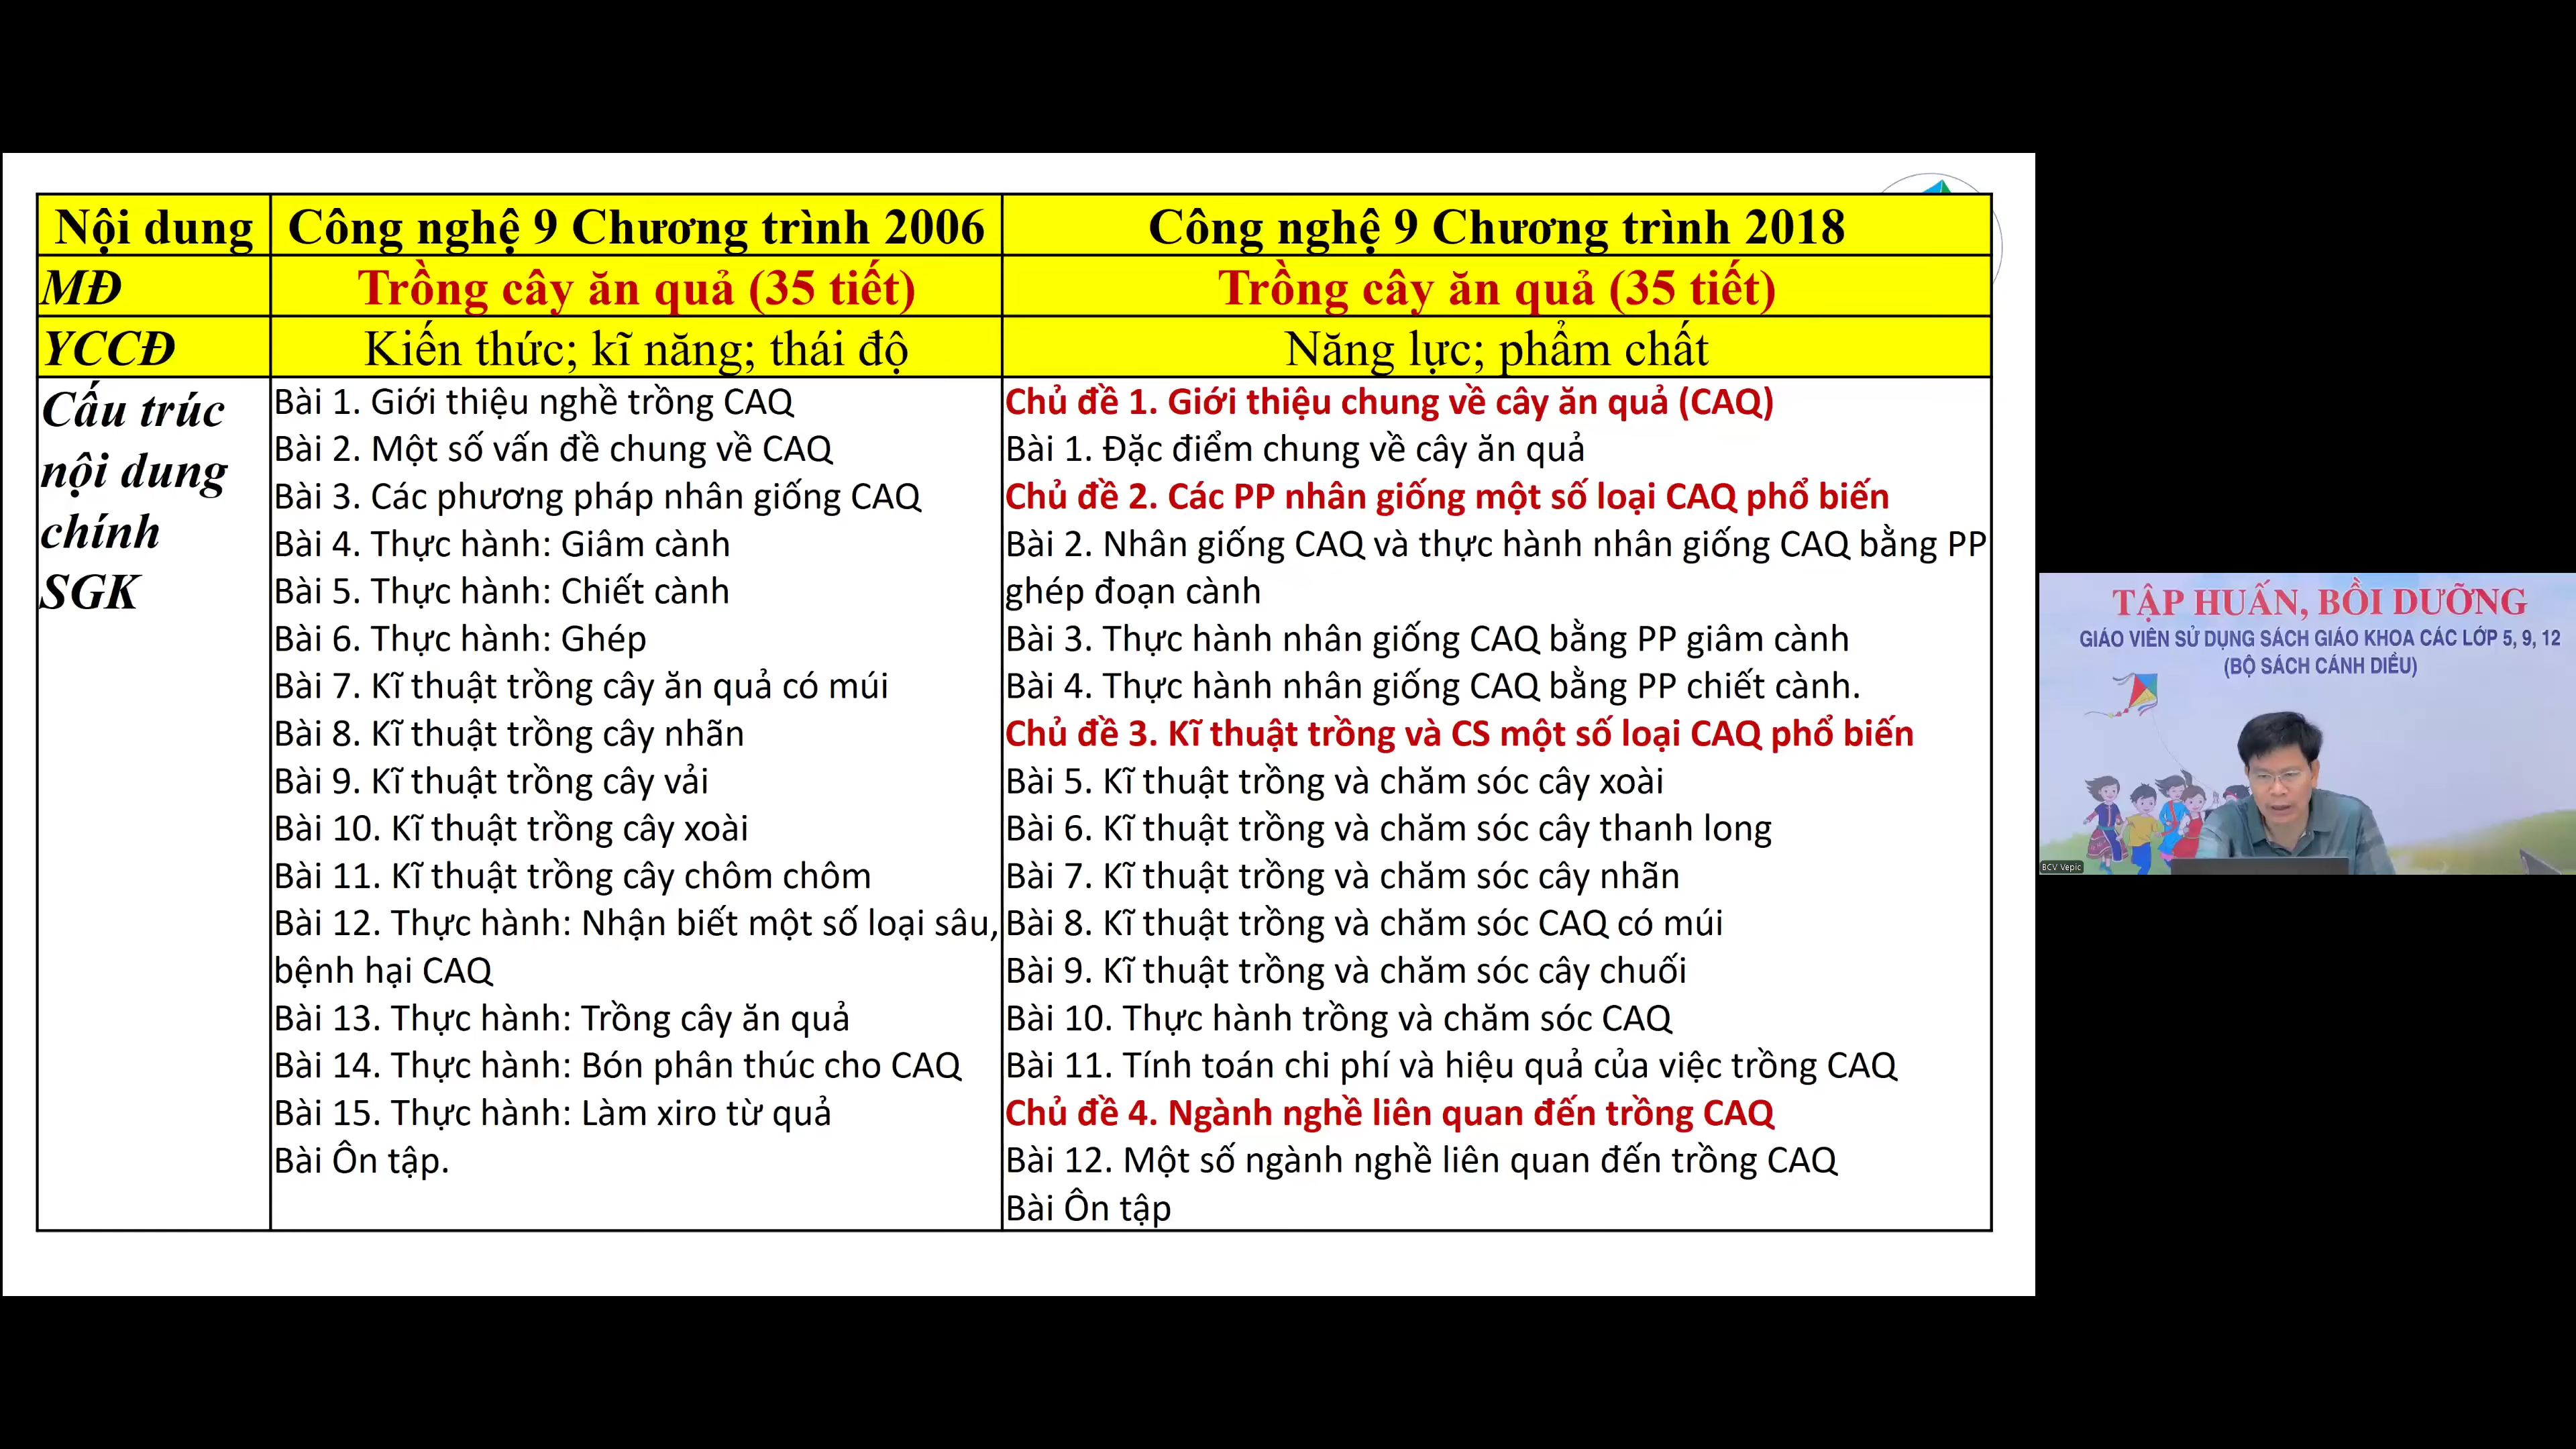 Nội dung
Công nghệ 9 Chương trình 2006
Công nghệ 9 Chương trình 2018
MĐ
Trồng cây ăn quả (35 tiết)
Trồng cây ăn quả (35 tiết)
YCCĐ
Kiến thức; kĩ năng; thái độ
Năng lực; phẩm chất
Cấu trúc
nội dung
chính
SGK
Bài 1. Giới thiệu nghề trồng CAQ
Bài 2. Một số vấn đề chung về CAQ
Bài 3. Các phương pháp nhân giống CAQ
Bài 4. Thực hành: Giâm cành
Bài 5. Thực hành: Chiết cành
Bài 6. Thực hành: Ghép
Bài 7. Kĩ thuật trồng cây ăn quả có múi
Bài 8. Kĩ thuật trồng cây nhãn
Bài 9. Kĩ thuật trồng cây vải
Bài 10. Kĩ thuật trồng cây xoài
Bài 11. Kĩ thuật trồng cây chôm chôm
Bài 12. Thực hành: Nhận biết một số loại sâu,
bệnh hại CAQ
Bài 13. Thực hành: Trồng cây ăn quả
Bài 14. Thực hành: Bón phân thúc cho CAQ
Bài 15. Thực hành: Làm xiro từ quả
Bài Ôn tập.
Chủ đề 1. Giới thiệu chung về cây ăn quả (CAQ)
Bài 1. Đặc điểm chung về cây ăn quả
Chủ đề 2. Các PP nhân giống một số loại CAQ phổ biến
Bài 2. Nhân giống CAQ và thực hành nhân giống CAQ bằng PP
ghép đoạn cành
Bài 3. Thực hành nhân giống CAQ bằng PP giâm cành
Bài 4. Thực hành nhân giống CAQ bằng PP chiết cành.
Chủ đề 3. Kĩ thuật trồng và CS một số loại CAQ phổ biến
Bài 5. Kĩ thuật trồng và chăm sóc cây xoài
Bài 6. Kĩ thuật trồng và chăm sóc cây thanh long
Bài 7. Kĩ thuật trồng và chăm sóc cây nhãn
Bài 8. Kĩ thuật trồng và chăm sóc CAQ có múi
Bài 9. Kĩ thuật trồng và chăm sóc cây chuối
Bài 10. Thực hành trồng và chăm sóc CAQ
Bài 11. Tính toán chi phí và hiệu quả của việc trồng CAQ
Chủ đề 4. Ngành nghề liên quan đến trồng CAQ
Bài 12. Một số ngành nghề liên quan đến trồng CAQ
Bài Ôn tập
TẬP HUẤN, BỒI DƯỠNG
GIÁO VIÊN SỬ DỤNG SÁCH GIÁO KHOA CÁC LỚP 5, 9, 12
(BỘ SÁCH CÁNH DIỀU)
BCV Vepic